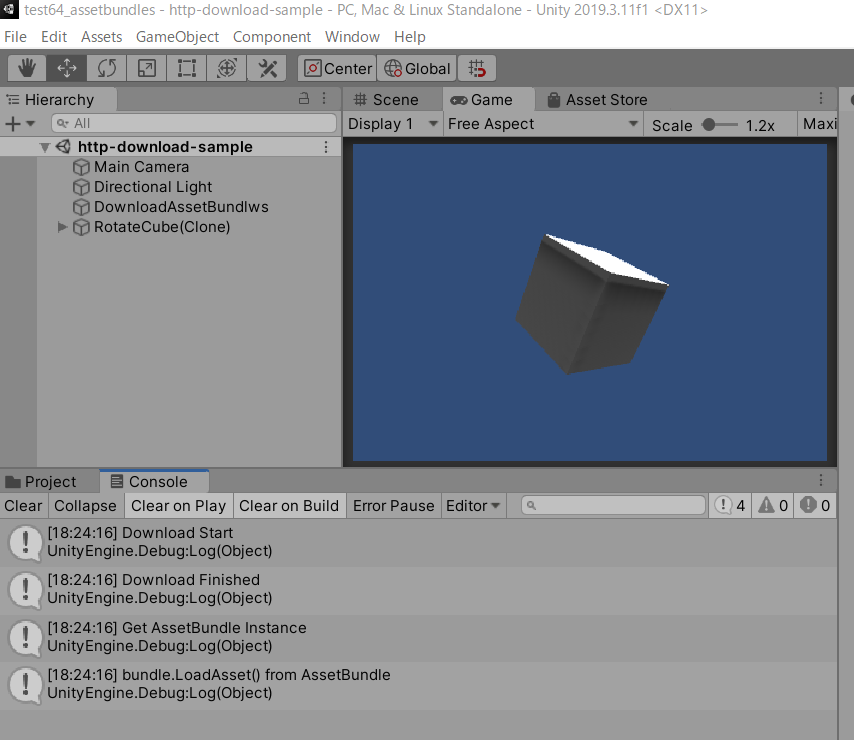 test64_assetbundles - http-download-sample - PC, Mac & Linux Standalone - Unity 2019.3.11f1 <DX11>
File Edit Assets GameObject Component Window Help
Center Global
Hierarchy
Scene Game Asset Store
All
Display 1 Free Aspect Scale 1.2x Maxi
http-download-sample
Main Camera
Directional Light
DownloadAssetBundlws
RotateCube(Clone)
Project Console
Clear Collapse Clear on Play Clear on Build Error Pause Editor 4 0 0
[18:24:16] Download Start
UnityEngine.Debug:Log(Object)
[18:24:16] Download Finished
UnityEngine.Debug:Log(Object)
[18:24:16] Get AssetBundle Instance
UnityEngine.Debug:Log(Object)
[18:24:16] bundle.LoadAsset() from AssetBundle
UnityEngine.Debug:Log(Object)